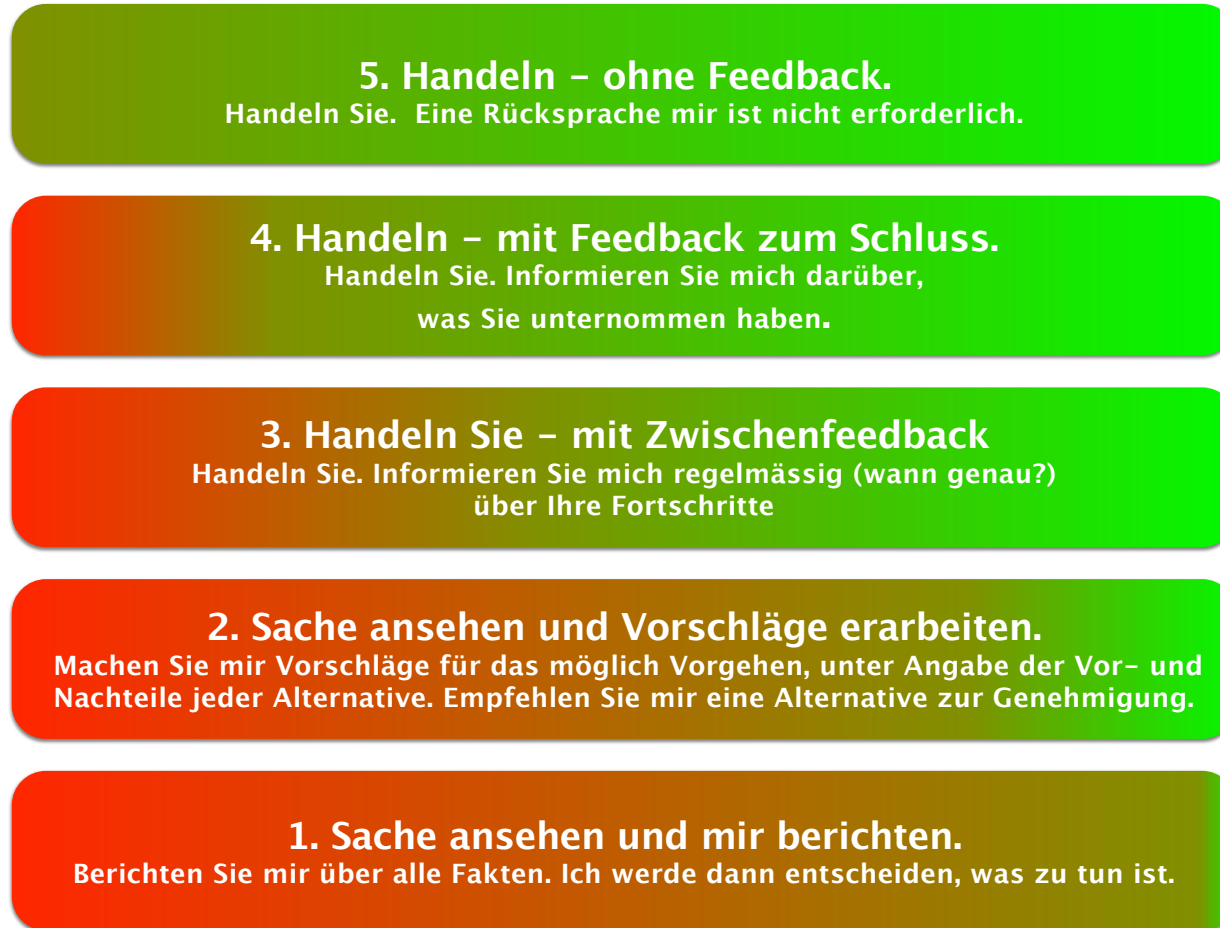 5. Handeln – ohne Feedback.
Handeln Sie.  Eine Rücksprache mir ist nicht erforderlich.
4. Handeln – mit Feedback zum Schluss.
Handeln Sie. Informieren Sie mich darüber,
was Sie unternommen haben.
3. Handeln Sie – mit Zwischenfeedback
Handeln Sie. Informieren Sie mich regelmässig (wann genau?)
über Ihre Fortschritte
2. Sache ansehen und Vorschläge erarbeiten.
Machen Sie mir Vorschläge für das möglich Vorgehen, unter Angabe der Vor– und
Nachteile jeder Alternative. Empfehlen Sie mir eine Alternative zur Genehmigung.
1. Sache ansehen und mir berichten.
Berichten Sie mir über alle Fakten. Ich werde dann entscheiden, was zu tun ist.